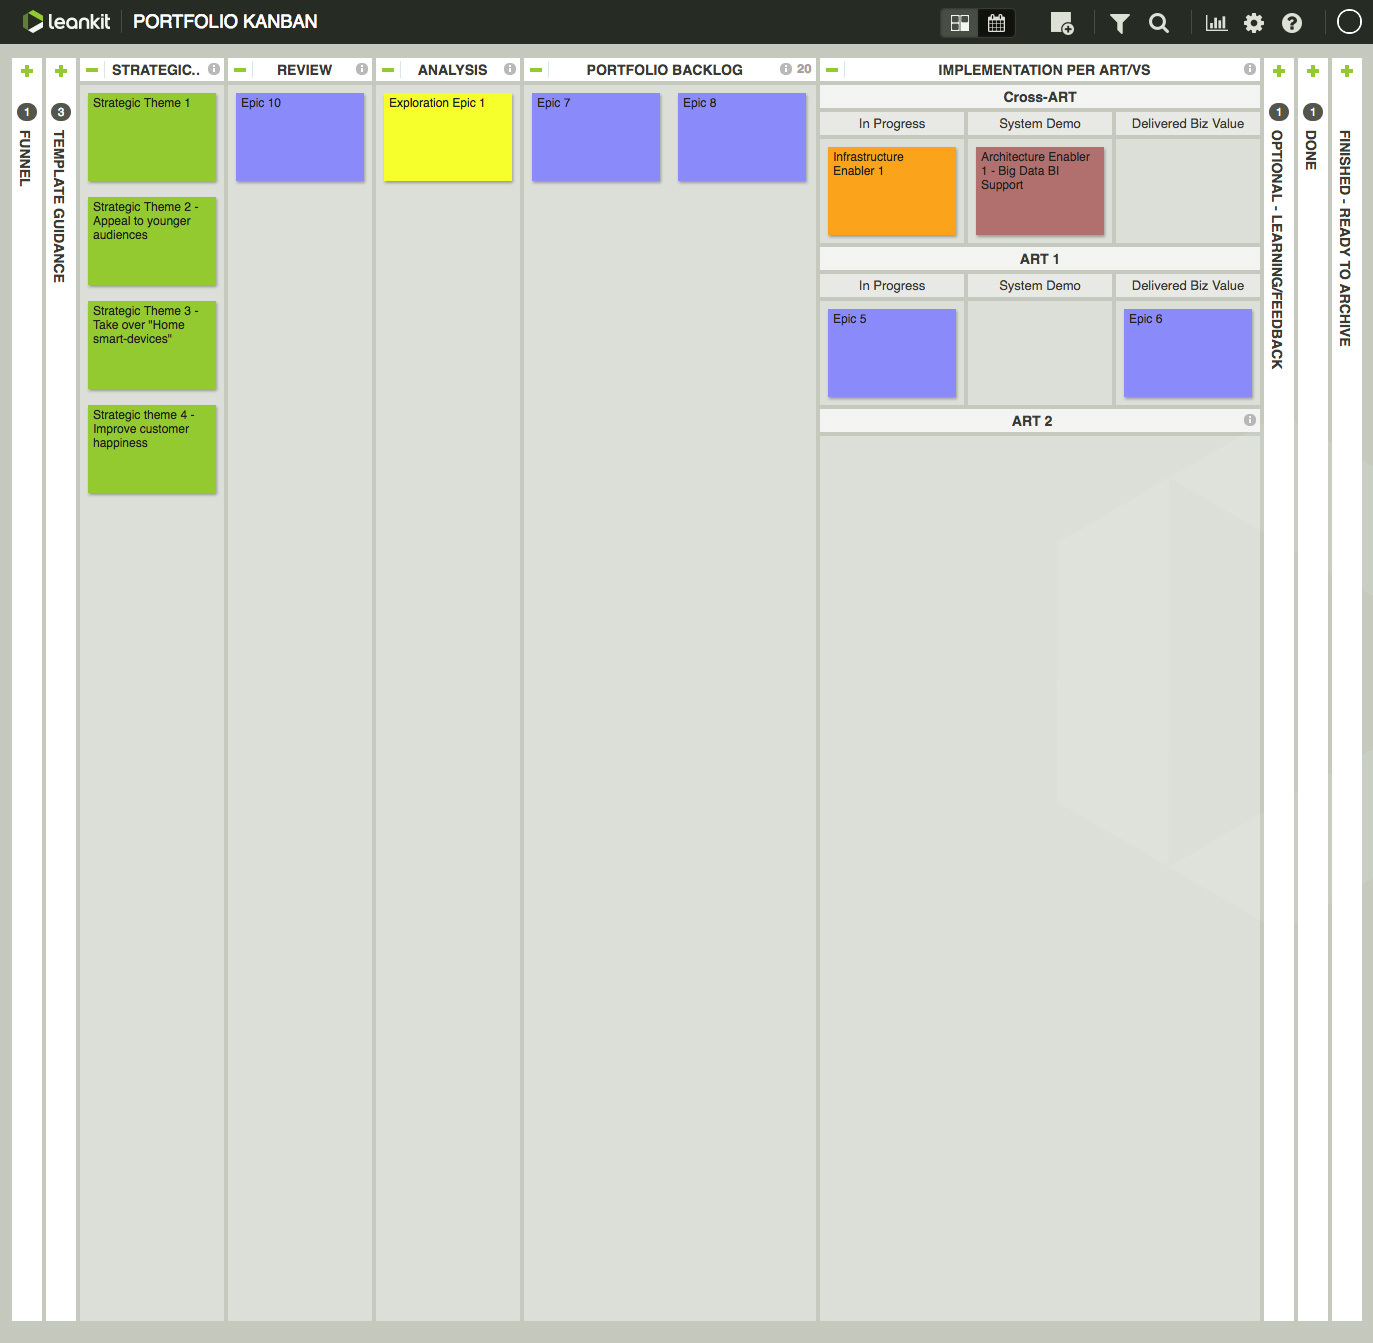 leankit
PORTFOLIO KANBAN
1
FUNNEL
3
TEMPLATE GUIDANCE
STRATEGIC..
Strategic Theme 1
Strategic Theme 2 -
Appeal to younger
audiences
Strategic Theme 3 -
Take over "Home
smart-devices"
Strategic theme 4 -
Improve customer
happiness
REVIEW
Epic 10
ANALYSIS
Exploration Epic 1
PORTFOLIO BACKLOG
20
Epic 7
Epic 8
IMPLEMENTATION PER ART/VS
Cross-ART
In Progress
System Demo
Delivered Biz Value
Infrastructure
Enabler 1
Architecture Enabler
1 - Big Data BI
Support
ART 1
In Progress
System Demo
Delivered Biz Value
Epic 5
Epic 6
ART 2
1
OPTIONAL - LEARNING/FEEDBACK
1
DONE
FINISHED - READY TO ARCHIVE